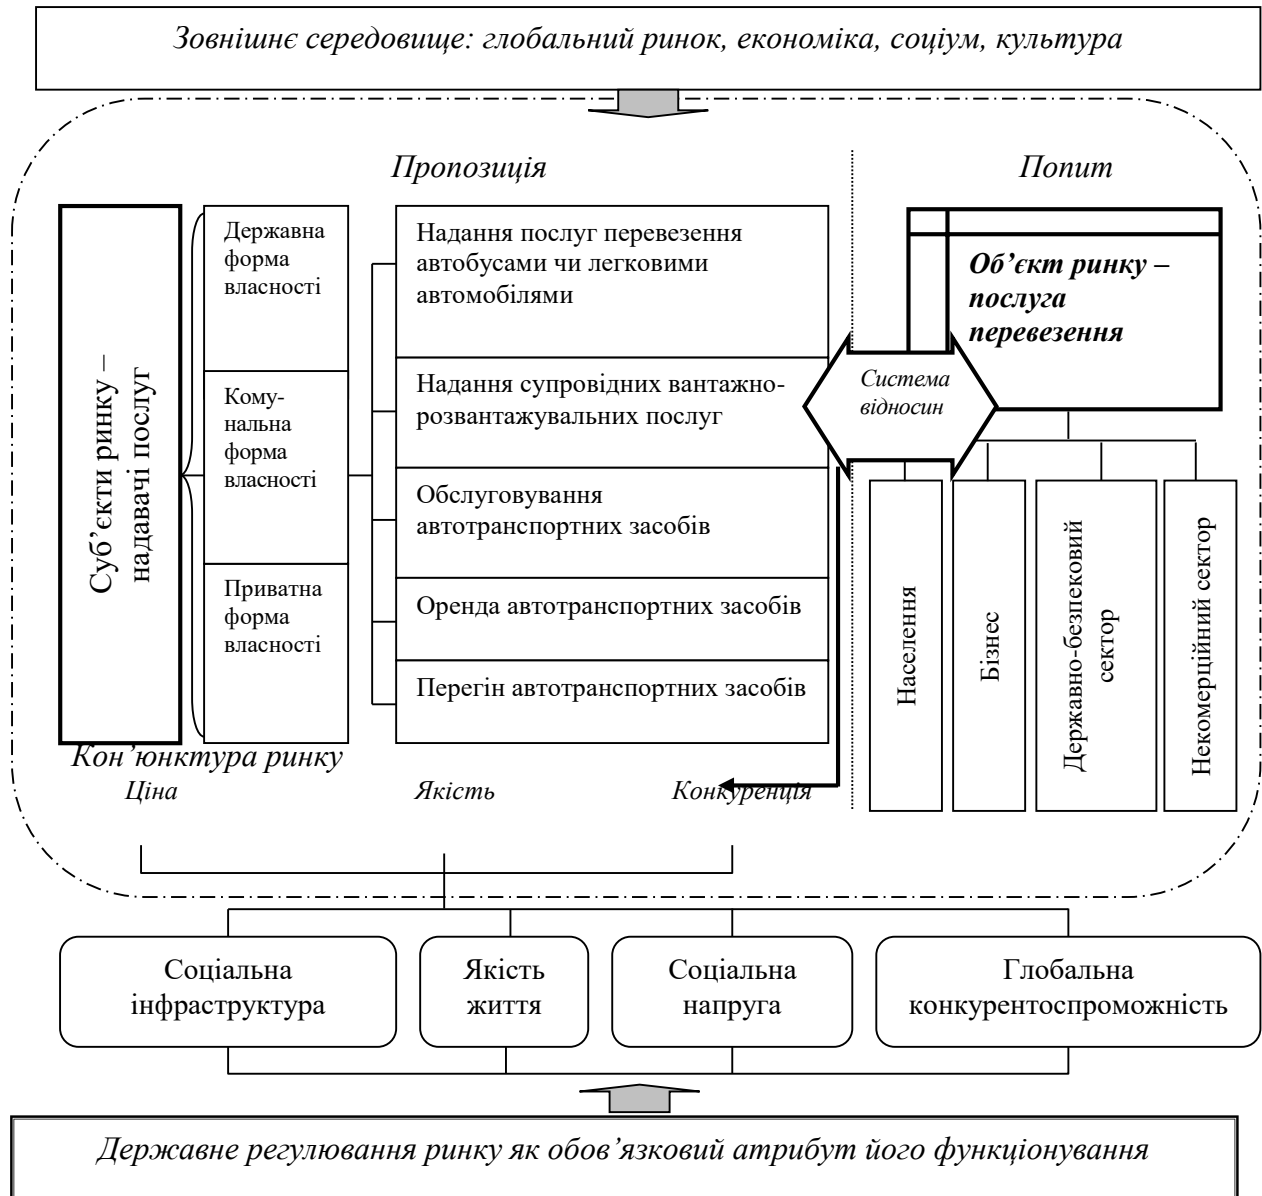 Зовнішнє середовище: глобальний ринок, економіка, соціум, культура
Пропозиція
Попит
Суб’єкти ринку –
надавачі послуг
Державна
форма
власності
Кому-
нальна
форма
власності
Приватна
форма
власності
Надання послуг перевезення
автобусами чи легковими
автомобілями
Надання супровідних вантажно-
розвантажувальних послуг
Обслуговування
автотранспортних засобів
Оренда автотранспортних засобів
Перегін автотранспортних засобів
Система
відносин
Об’єкт ринку –
послуга
перевезення
Населення
Бізнес
Державно-безпековий
сектор
Некомерційний сектор
Кон’юнктура ринку
Ціна
Якість
Конкуренція
Соціальна
інфраструктура
Якість
життя
Соціальна
напруга
Глобальна
конкурентоспроможність
Державне регулювання ринку як обов’язковий атрибут його функціонування